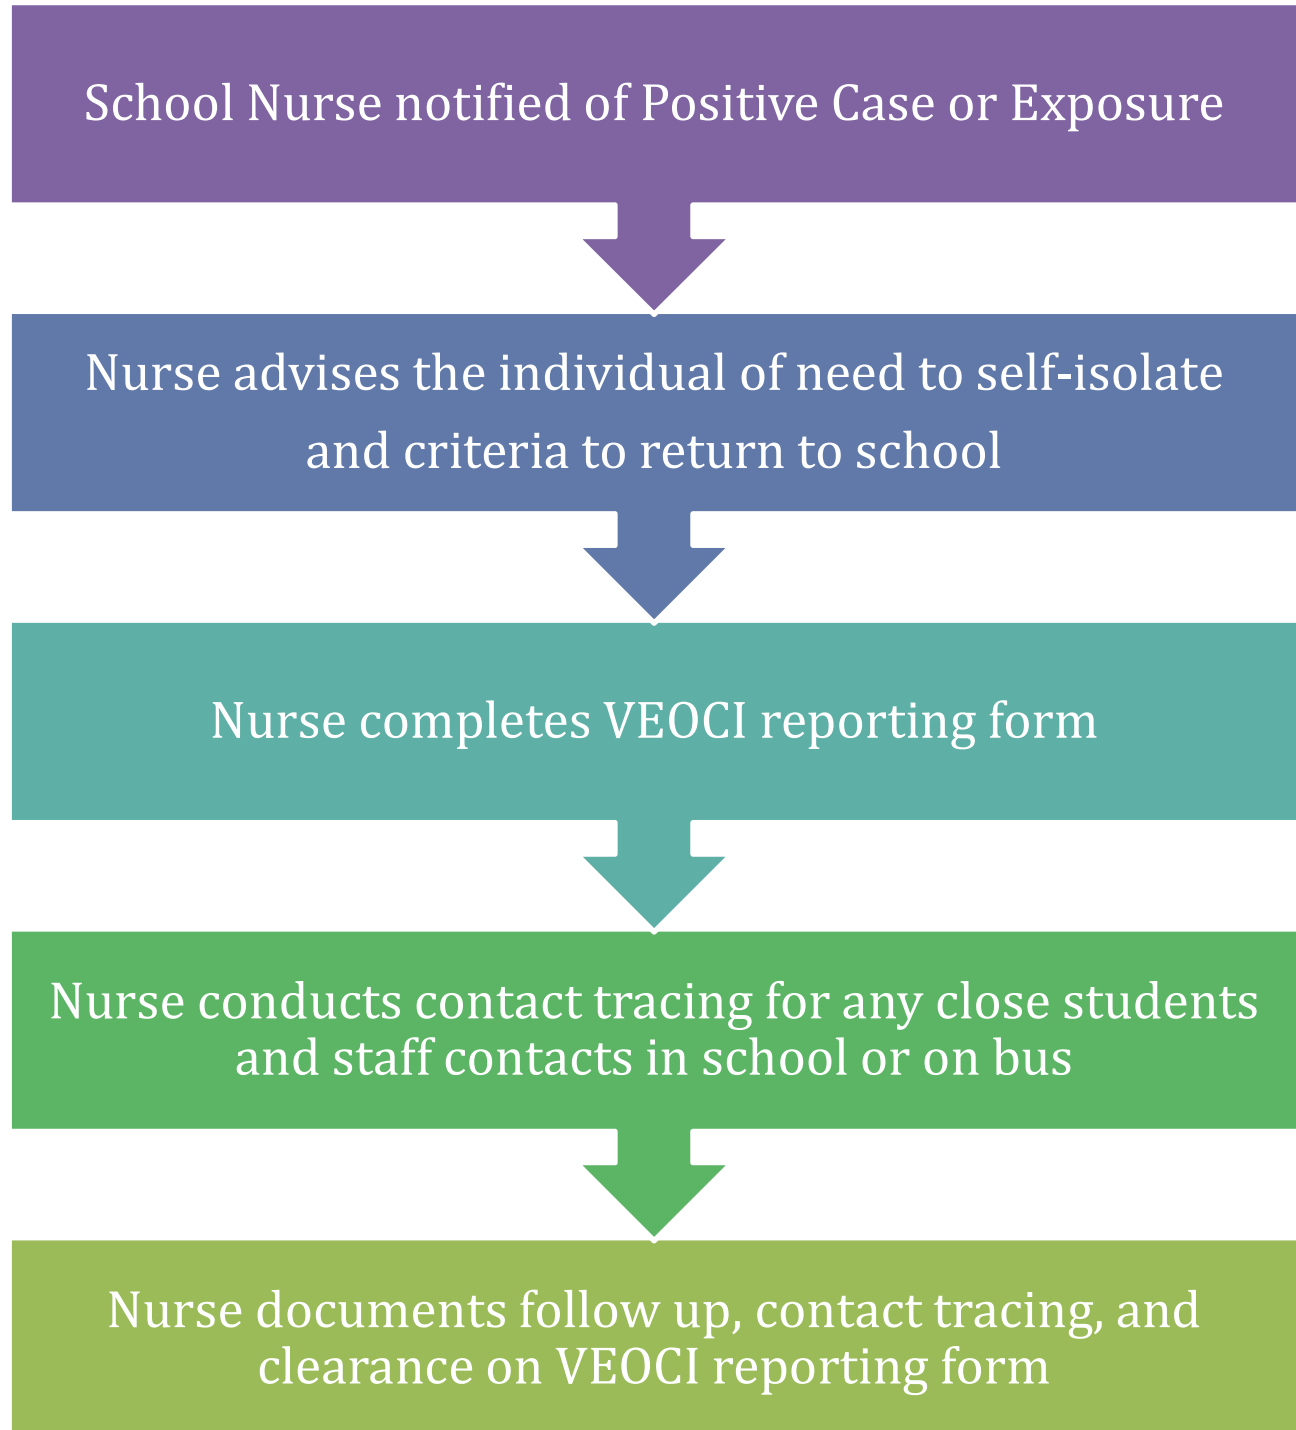 School Nurse notified of Positive Case or Exposure
Nurse advises the individual of need to self-isolate
and criteria to return to school
Nurse completes VEOCI reporting form
Nurse conducts contact tracing for any close students
and staff contacts in school or on bus
Nurse documents follow up, contact tracing, and
clearance on VEOCI reporting form